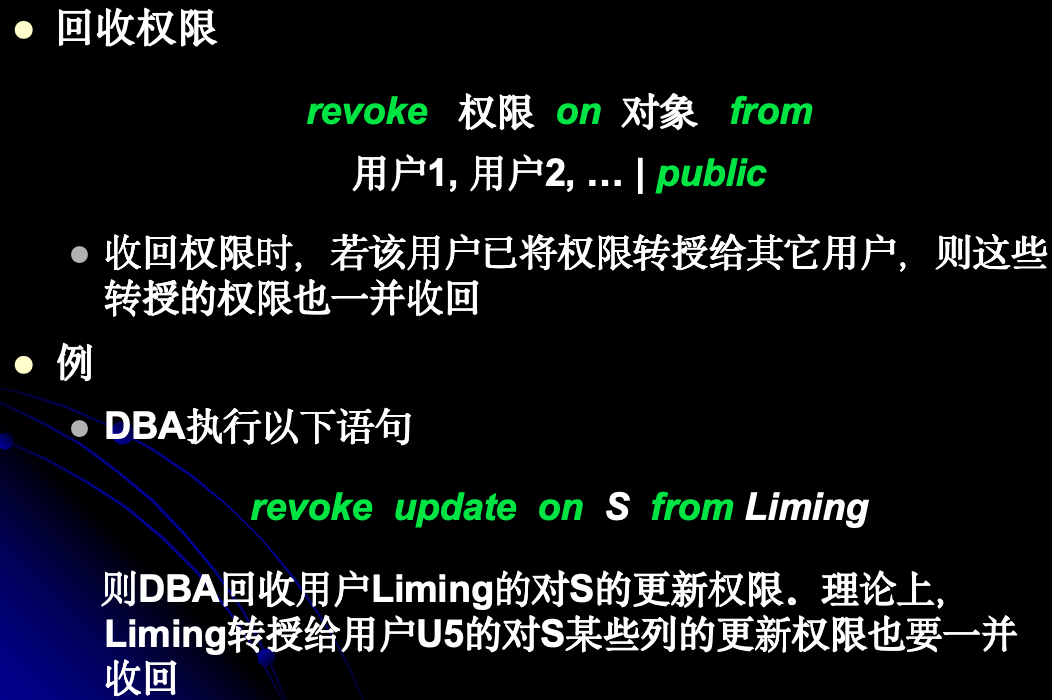 回收权限
revoke 权限 on 对象 from
用户1, 用户2, … | public
收回权限时，若该用户已将权限转授给其它用户，则这些
转授的权限也一并收回
例
DBA执行以下语句
revoke update on S from Liming
则DBA回收用户Liming的对S的更新权限．理论上，
Liming转授给用户U5的对S某些列的更新权限也要一并
收回